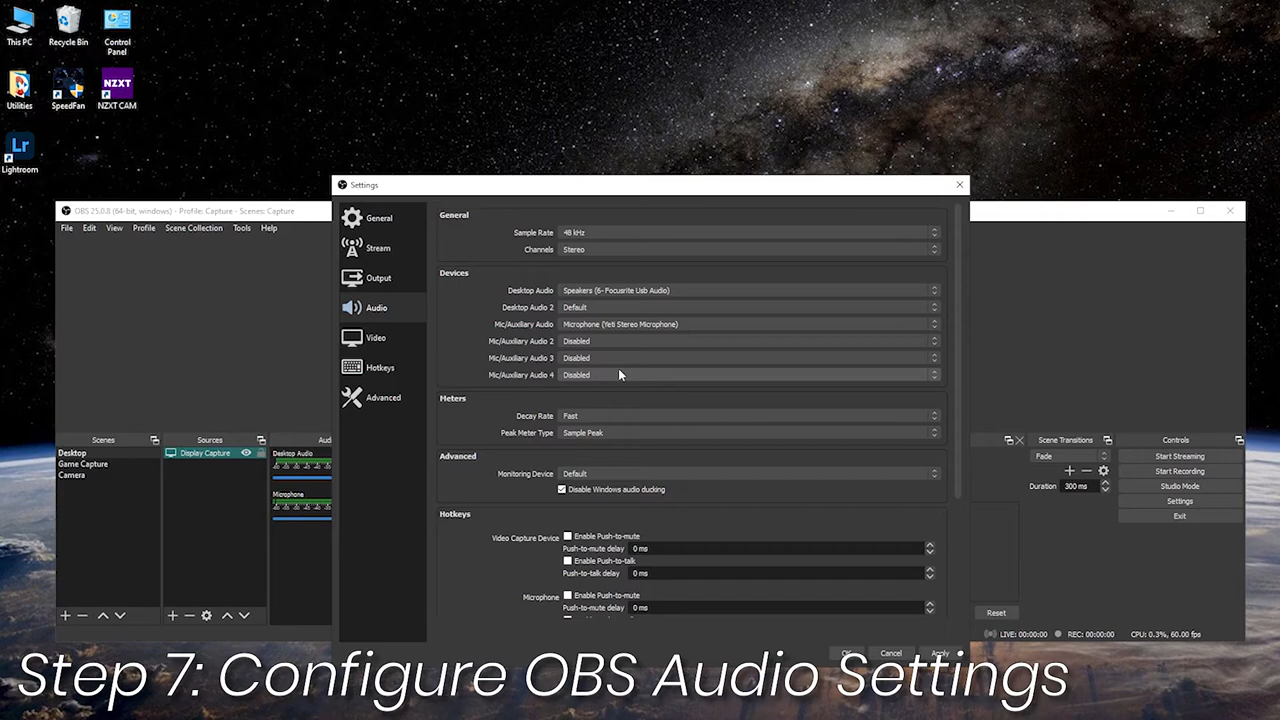 This PC
Recycle Bin
Control Panel
Utilities
SpeedFan
NZXT
NZXT CAM
Lr
Lightroom
OBS 25.0.8 (64-bit, windows) - Profile: Capture - Scenes: Capture
File Edit View Profile Scene Collection Tools Help
Settings
General
Stream
Output
Audio
Video
Hotkeys
Advanced
General
Sample Rate 48 kHz
Channels Stereo
Devices
Desktop Audio Speakers (6- Focusrite Usb Audio)
Desktop Audio 2 Default
Mic/Auxiliary Audio Microphone (Yeti Stereo Microphone)
Mic/Auxiliary Audio 2 Disabled
Mic/Auxiliary Audio 3 Disabled
Mic/Auxiliary Audio 4 Disabled
Meters
Decay Rate Fast
Peak Meter Type Sample Peak
Advanced
Monitoring Device Default
Disable Windows audio ducking
Hotkeys
Video Capture Device Enable Push-to-mute
Push-to-mute delay 0 ms
Enable Push-to-talk
Push-to-talk delay 0 ms
Microphone Enable Push-to-mute
Push-to-mute delay 0 ms
OK Cancel Apply
Scenes
Desktop
Game Capture
Camera
Sources
Display Capture
Aud
Desktop Audio
Microphone
Scene Transitions
Fade
Duration 300 ms
Controls
Start Streaming
Start Recording
Studio Mode
Settings
Exit
Reset
LIVE: 00:00:00 REC: 00:00:00 CPU: 0.3%, 60.00 fps
Step 7: Configure OBS Audio Settings